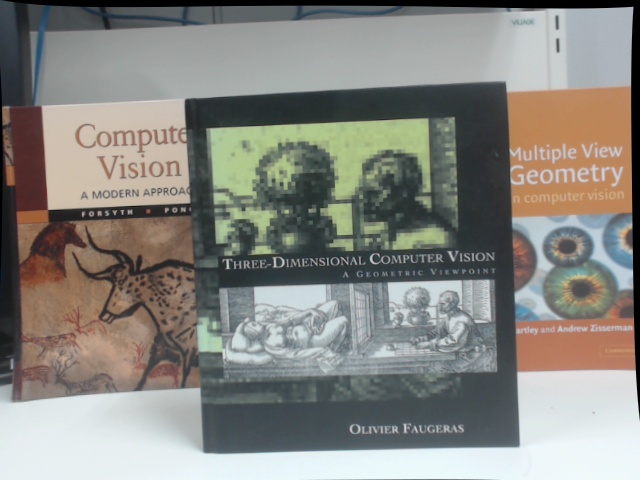 Compute
Vision
A MODERN APPROAC
FORSYTH PON
THREE-DIMENSIONAL COMPUTER VISION
A GEOMETRIC VIEWPOINT
OLIVIER FAUGERAS
Multiple View
Geometry
in computer vision
artley and Andrew Zisserman